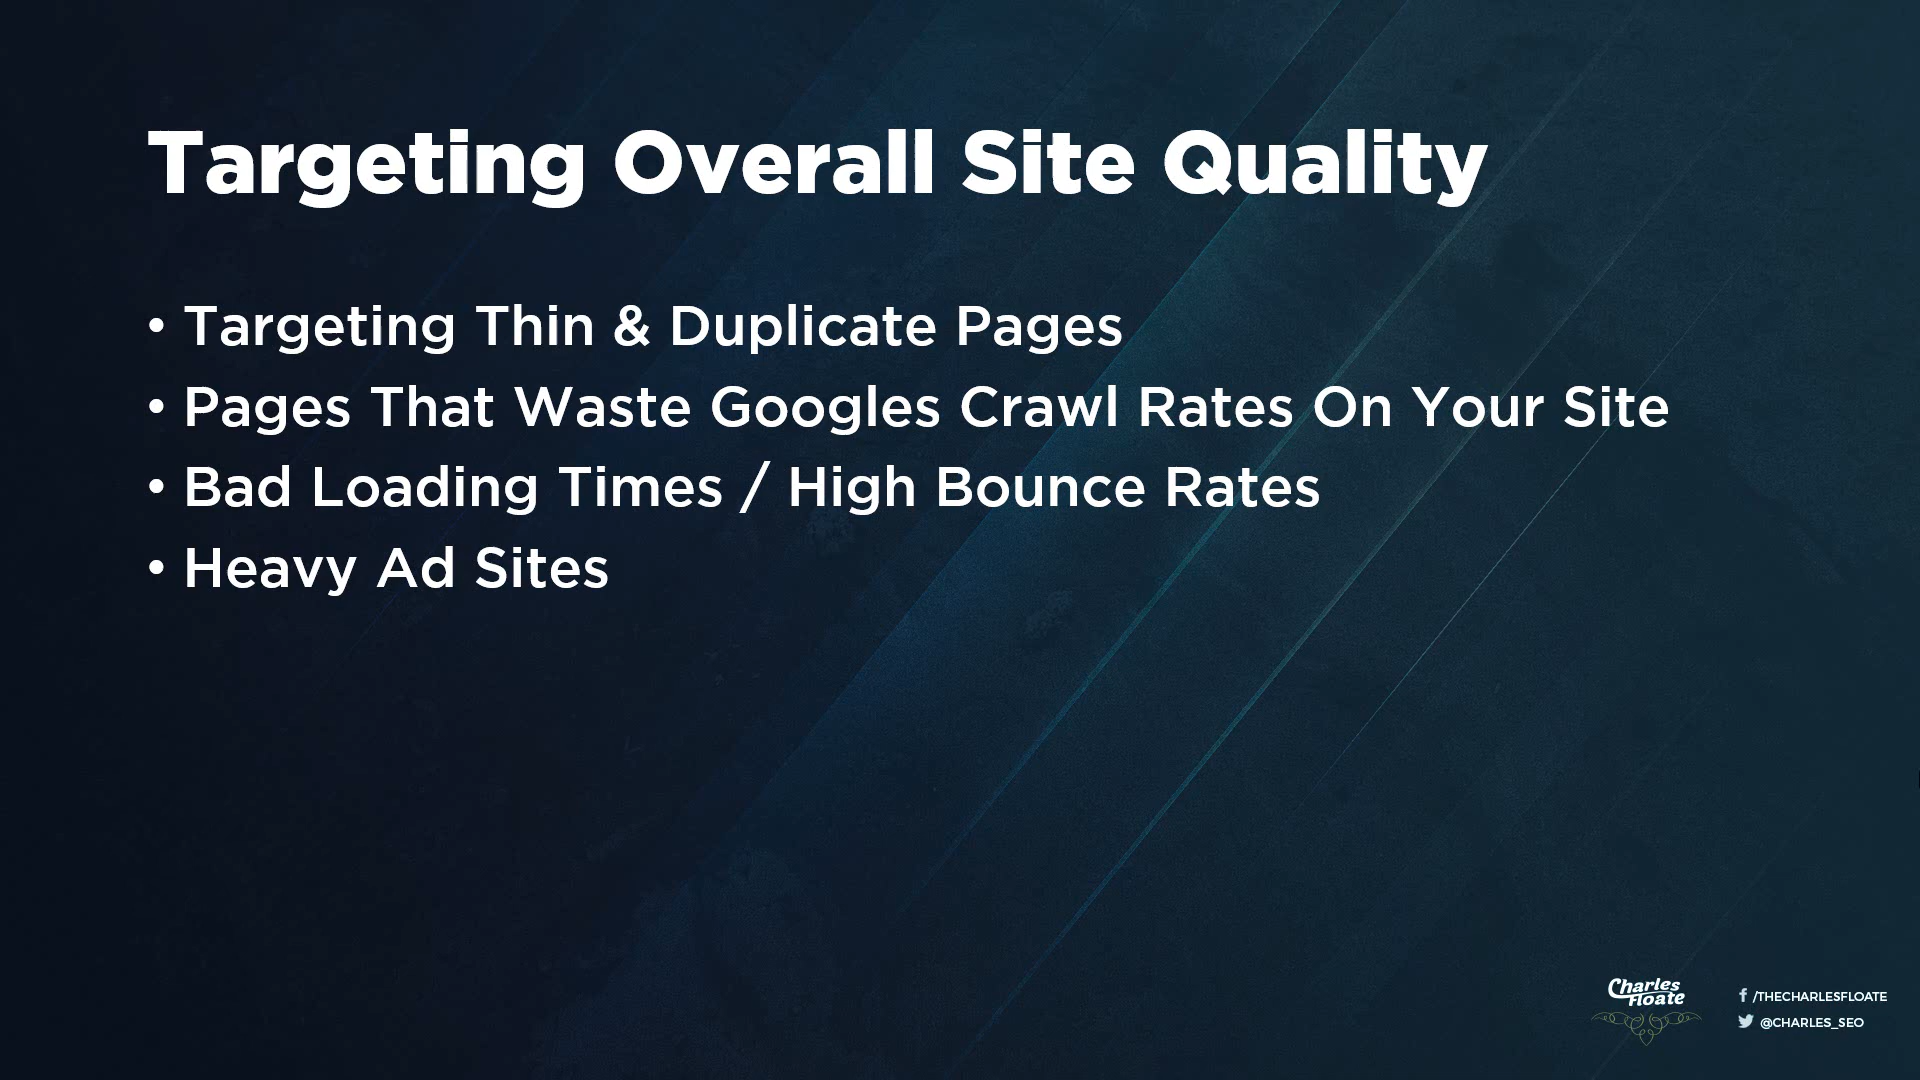 Targeting Overall Site Quality
• Targeting Thin & Duplicate Pages
• Pages That Waste Googles Crawl Rates On Your Site
• Bad Loading Times / High Bounce Rates
• Heavy Ad Sites
Charles
Floate
/THECHARLESFLOATE
@CHARLES_SEO